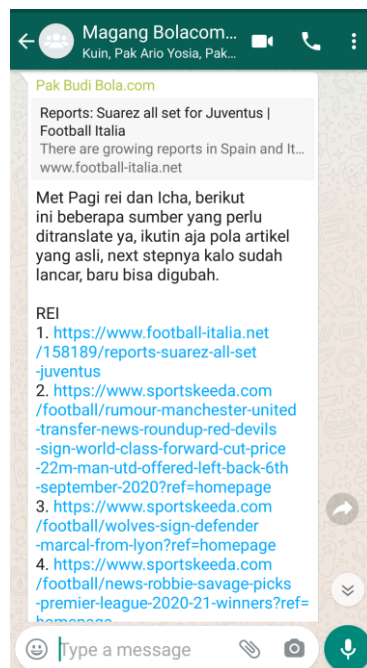 Magang Bolacom...
Kuin, Pak Ario Yosia, Pak...
Pak Budi Bola.com
Reports: Suarez all set for Juventus |
Football Italia
There are growing reports in Spain and It...
www.football-italia.net
Met Pagi rei dan Icha, berikut
ini beberapa sumber yang perlu
ditranslate ya, ikutin aja pola artikel
yang asli, next stepnya kalo sudah
lancar, baru bisa digubah.
REI
1. https://www.football-italia.net
/158189/reports-suarez-all-set
-juventus
2. https://www.sportskeeda.com
/football/rumour-manchester-united
-transfer-news-roundup-red-devils
-sign-world-class-forward-cut-price
-22m-man-utd-offered-left-back-6th
-september-2020?ref=homepage
3. https://www.sportskeeda.com
/football/wolves-sign-defender
-marcal-from-lyon?ref=homepage
4. https://www.sportskeeda.com
/football/news-robbie-savage-picks
-premier-league-2020-21-winners?ref=
homepage
Type a message